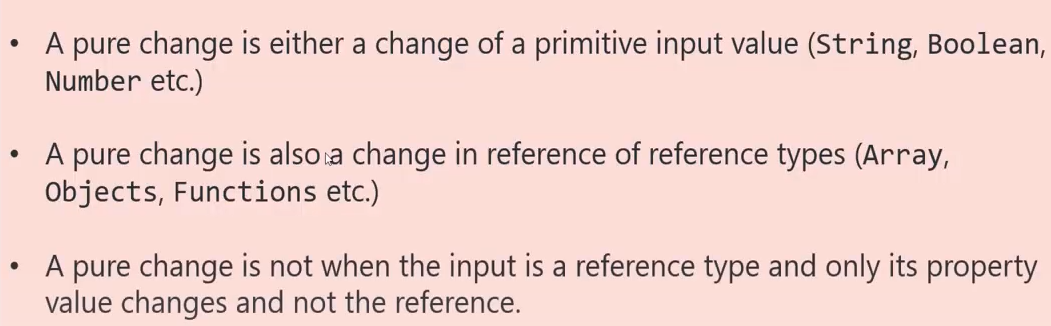 • A pure change is either a change of a primitive input value (String, Boolean,
Number etc.)
• A pure change is also a change in reference of reference types (Array,
Objects, Functions etc.)
• A pure change is not when the input is a reference type and only its property
value changes and not the reference.